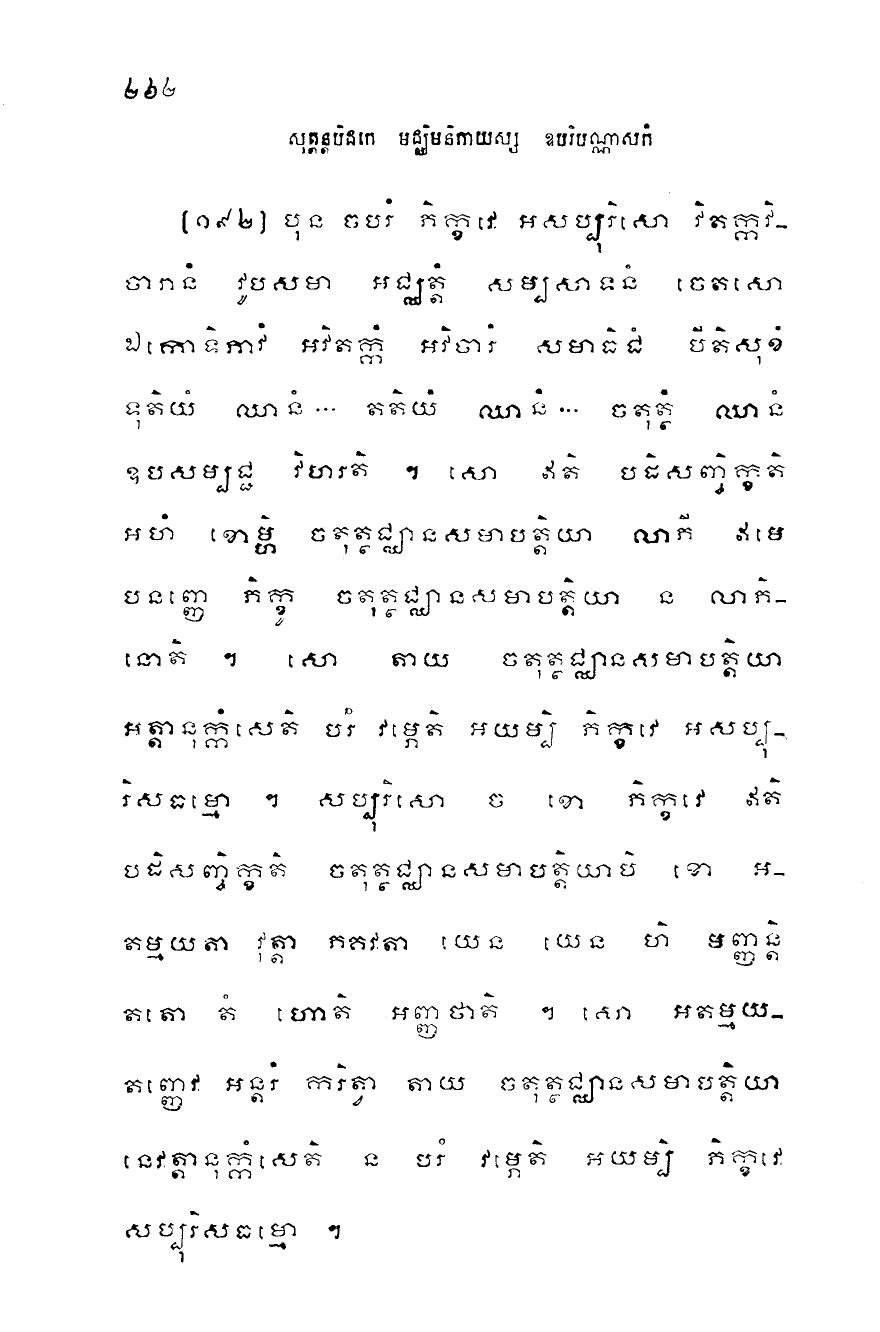 ២៦២
សុត្តន្តបិដកេ មជ្ឈិមនិកាយស្ស ឧបរិបណ្ណាសកំ
[១៩២] បុន ចបរំ ភិក្ខវេ អសប្បុរិសោ វិតក្កវិ-
ចារានំ វូបសមា អជ្ឈត្តំ សម្បសាទនំ ចេតសោ
ឯកោទិភាវំ អវិតក្កំ អវិចារំ សមាធិជំ បីតិសុខំ
ទុតិយំ ឈានំ... តតិយំ ឈានំ... ចតុត្ថំ ឈានំ
ឧបសម្បជ្ជ វិហរតិ ។ សោ ឥតិ បដិសញ្ចិក្ខតិ
អហំ ខោម្ហិ ចតុត្ថជ្ឈានសមាបត្តិយា លាភី ឥមេ
បនញ្ញេ ភិក្ខូ ចតុត្ថជ្ឈានសមាបត្តិយា ន លាភិ-
នោតិ ។ សោ តាយ ចតុត្ថជ្ឈានសមាបត្តិយា
អត្តានុក្កំសេតិ បរំ វម្ភេតិ អយម្បិ ភិក្ខវេ អសប្បុ-
រិសធម្មោ ។ សប្បុរិសោ ច ខោ ភិក្ខវេ ឥតិ
បដិសញ្ចិក្ខតិ ចតុត្ថជ្ឈានសមាបត្តិយាបិ ខោ អ-
តម្មយតា វុត្តា ភគវតា យេន យេន ហិ មញ្ញន្តិ
តតោ តំ ហោតិ អញ្ញថាតិ ។ សោ អតម្មយ-
តញ្ញេវ អន្តរំ ករិត្វា តាយ ចតុត្ថជ្ឈានសមាបត្តិយា
នេវត្តានុក្កំសេតិ ន បរំ វម្ភេតិ អយម្បិ ភិក្ខវេ
សប្បុរិសធម្មោ ។